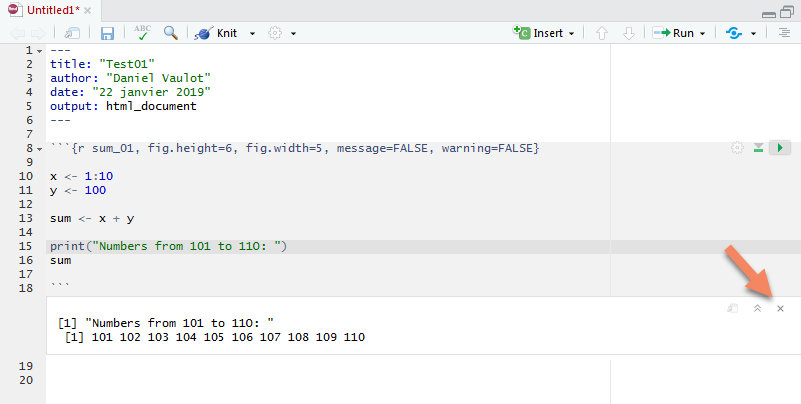 Untitled1*
ABC Knit Insert Run
1 ---
2 title: "Test01"
3 author: "Daniel Vaulot"
4 date: "22 janvier 2019"
5 output: html_document
6 ---
7
8 ```{r sum_01, fig.height=6, fig.width=5, message=FALSE, warning=FALSE}
9
10 x <- 1:10
11 y <- 100
12
13 sum <- x + y
14
15 print("Numbers from 101 to 110: ")
16 sum
17
18 ```
[1] "Numbers from 101 to 110: "
[1] 101 102 103 104 105 106 107 108 109 110
19
20